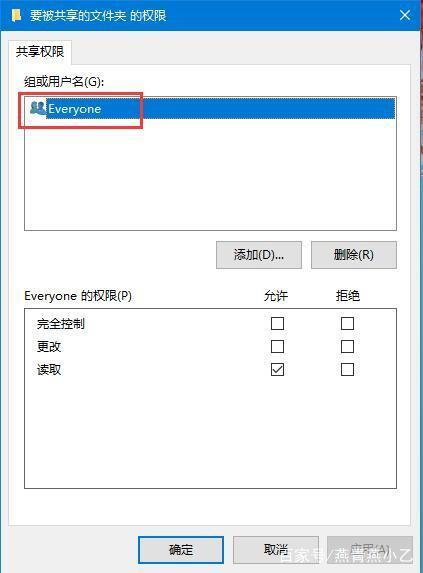 要被共享的文件夹 的权限
共享权限
组或用户名(G):
Everyone
添加(D)... 删除(R)
Everyone 的权限(P) 允许 拒绝
完全控制
更改
读取
确定 取消 应用(A)
百家号/燕青燕小乙